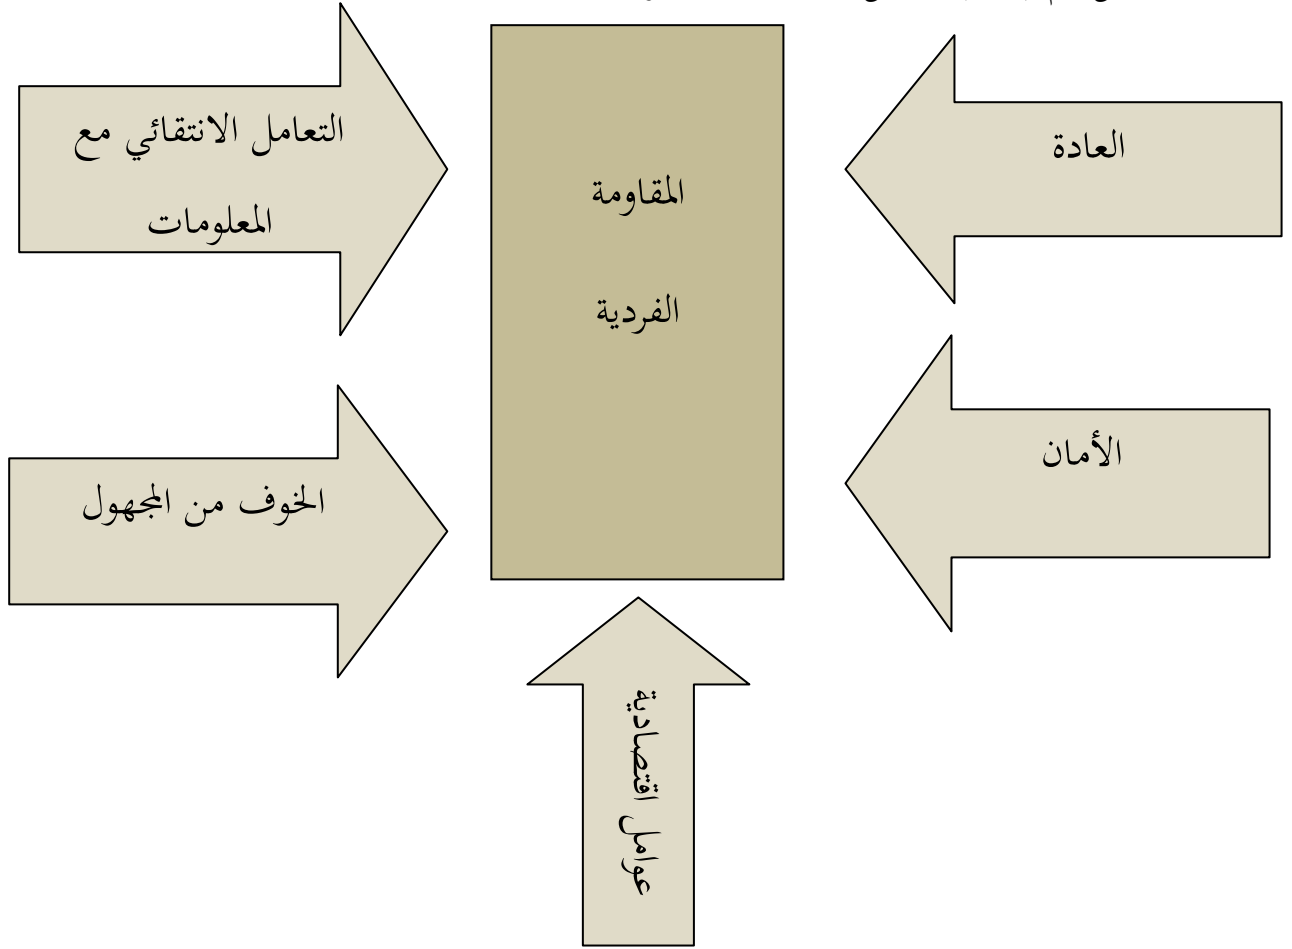 العادة
التعامل الانتقائي مع
المعلومات
المقاومة
الفردية
الأمان
الخوف من المجهول
عوامل اقتصادية